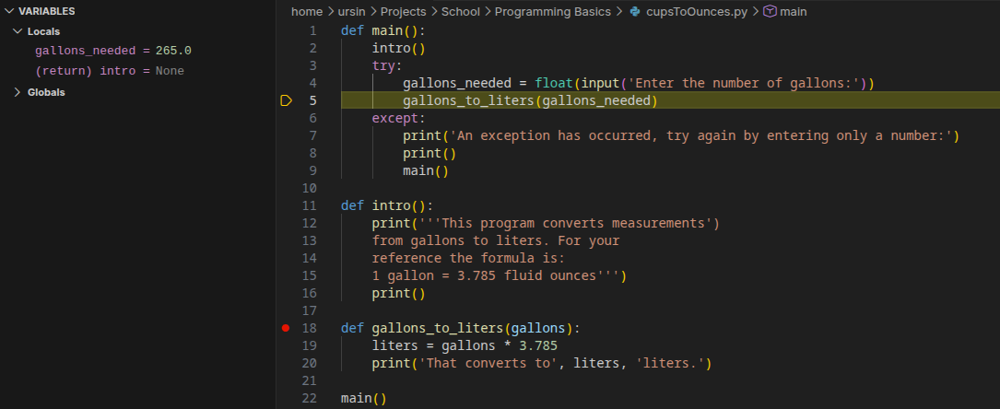 VARIABLES
Locals
gallons_needed = 265.0
(return) intro = None
Globals
home > ursin > Projects > School > Programming Basics > cupsToOunces.py > main
1 def main():
2     intro()
3     try:
4         gallons_needed = float(input('Enter the number of gallons:'))
5         gallons_to_liters(gallons_needed)
6     except:
7         print('An exception has occurred, try again by entering only a number:')
8         print()
9         main()
10
11 def intro():
12     print('''This program converts measurements')
13     from gallons to liters. For your
14     reference the formula is:
15     1 gallon = 3.785 fluid ounces''')
16     print()
17
18 def gallons_to_liters(gallons):
19     liters = gallons * 3.785
20     print('That converts to', liters, 'liters.')
21
22 main()